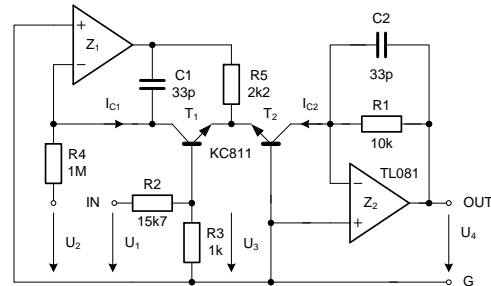 +
Z1
−
C1
33p
R5
2k2
C2
33p
IC1
T1
T2
IC2
R1
10k
KC811
TL081
R4
1M
IN
R2
15k7
−
Z2
+
OUT
U2
U1
R3
1k
U3
U4
G